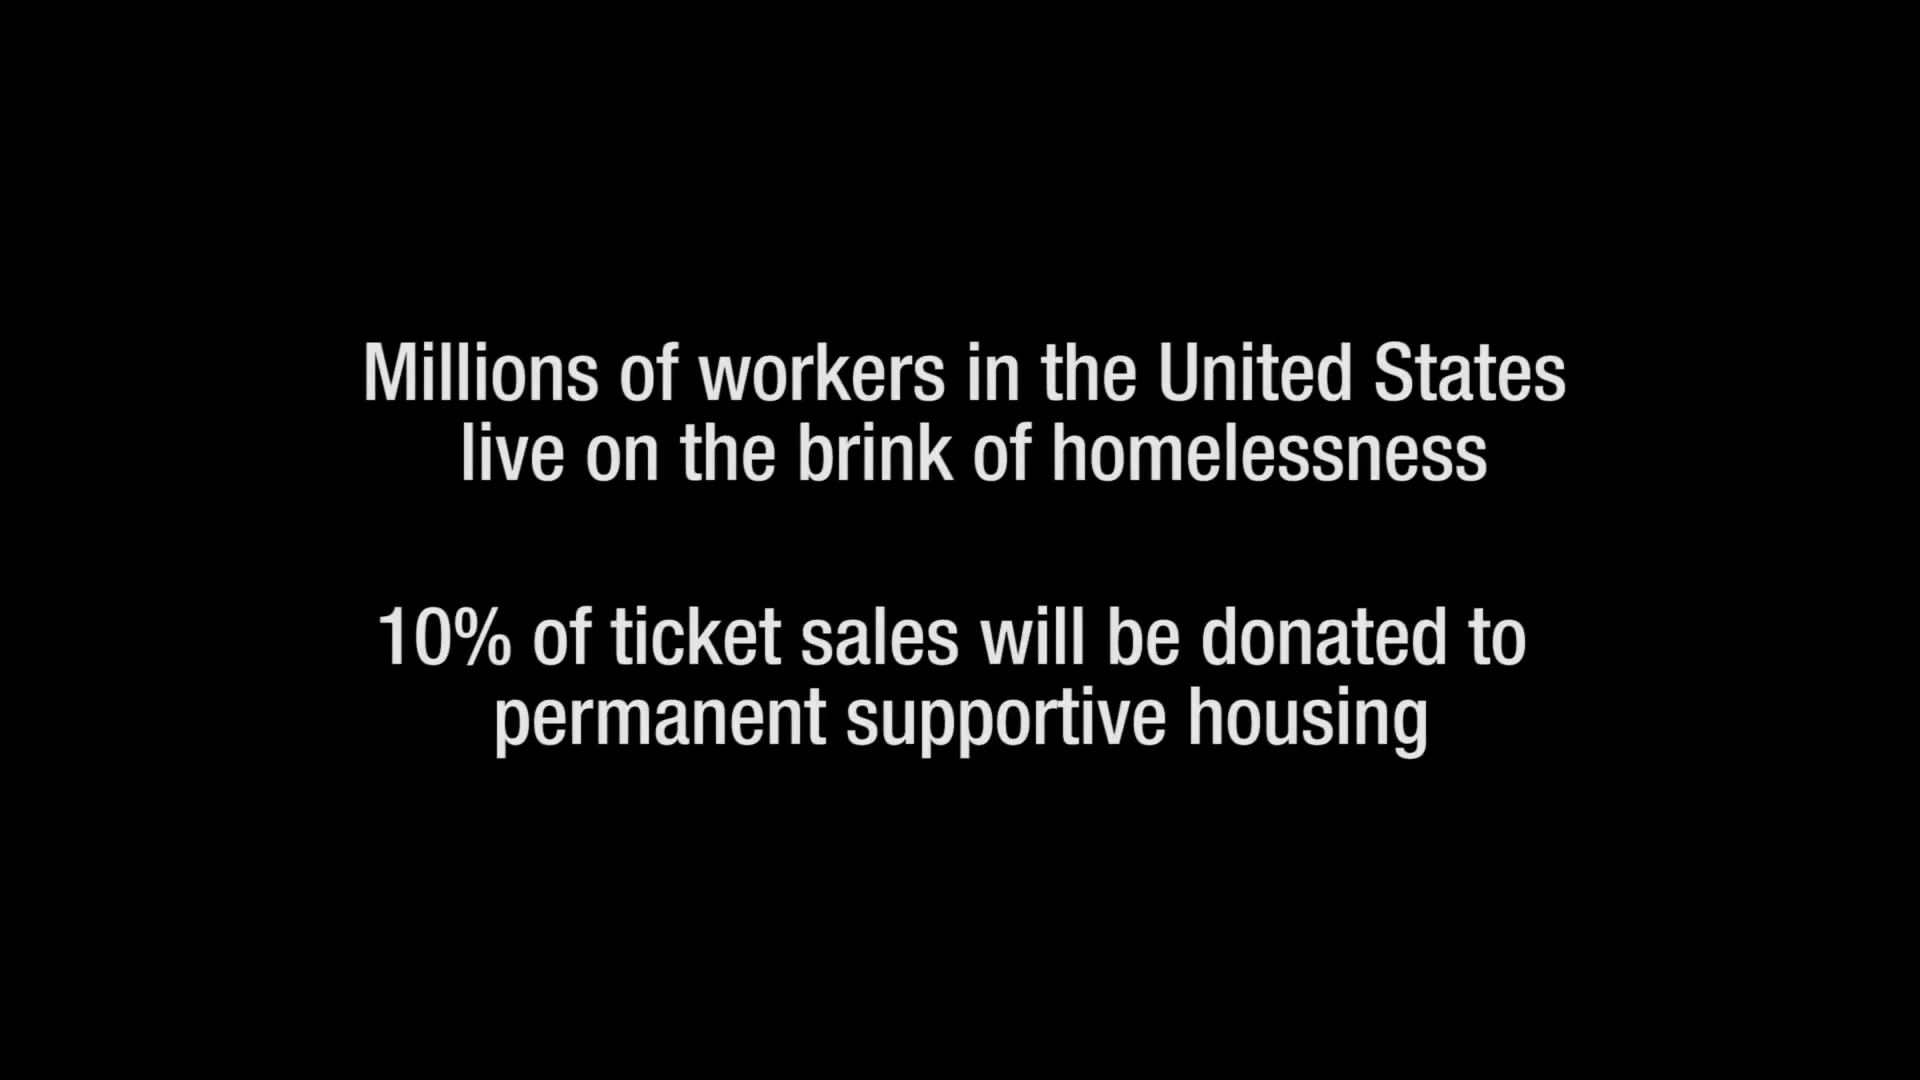 Millions of workers in the United States
live on the brink of homelessness
10% of ticket sales will be donated to
permanent supportive housing